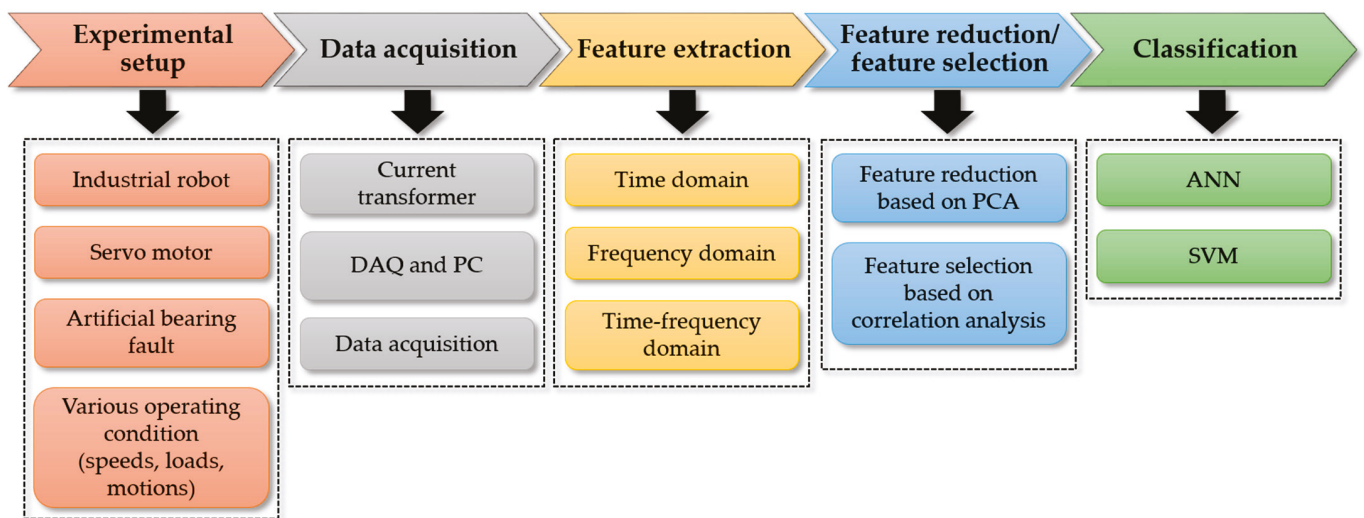 Experimental
setup
Data acquisition
Feature extraction
Feature reduction/
feature selection
Classification
Industrial robot
Servo motor
Artificial bearing
fault
Various operating
condition
(speeds, loads,
motions)
Current
transformer
DAQ and PC
Data acquisition
Time domain
Frequency domain
Time-frequency
domain
Feature reduction
based on PCA
Feature selection
based on
correlation analysis
ANN
SVM